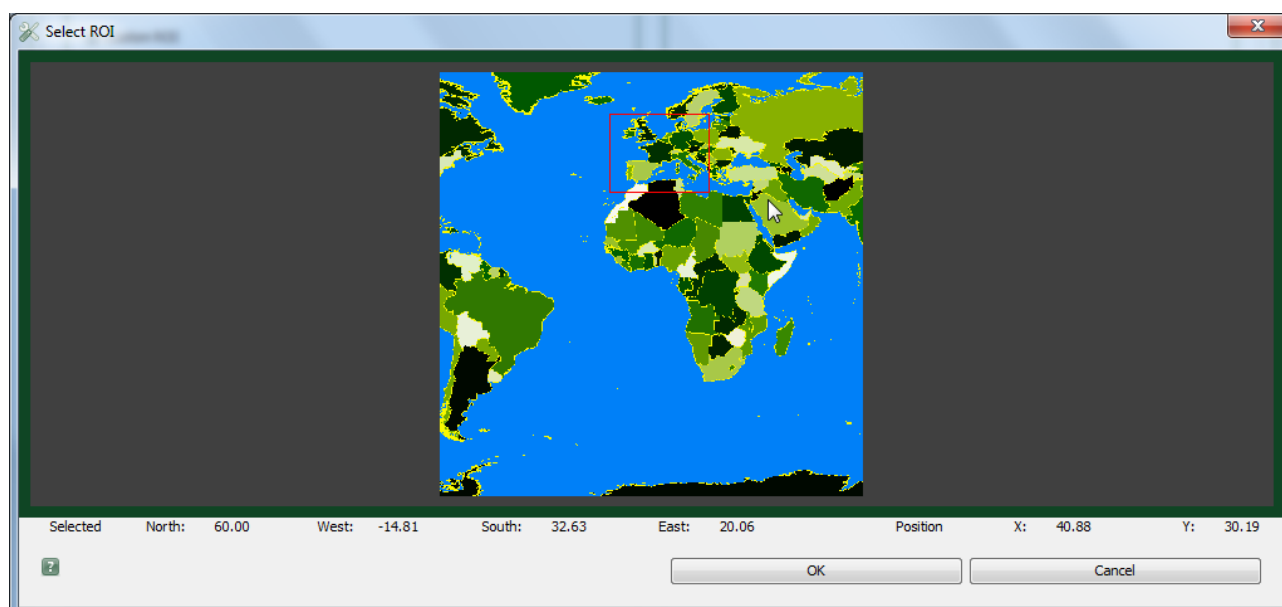 Select ROI
Selected North: 60.00 West: -14.81 South: 32.63 East: 20.06 Position X: 40.88 Y: 30.19
? OK Cancel